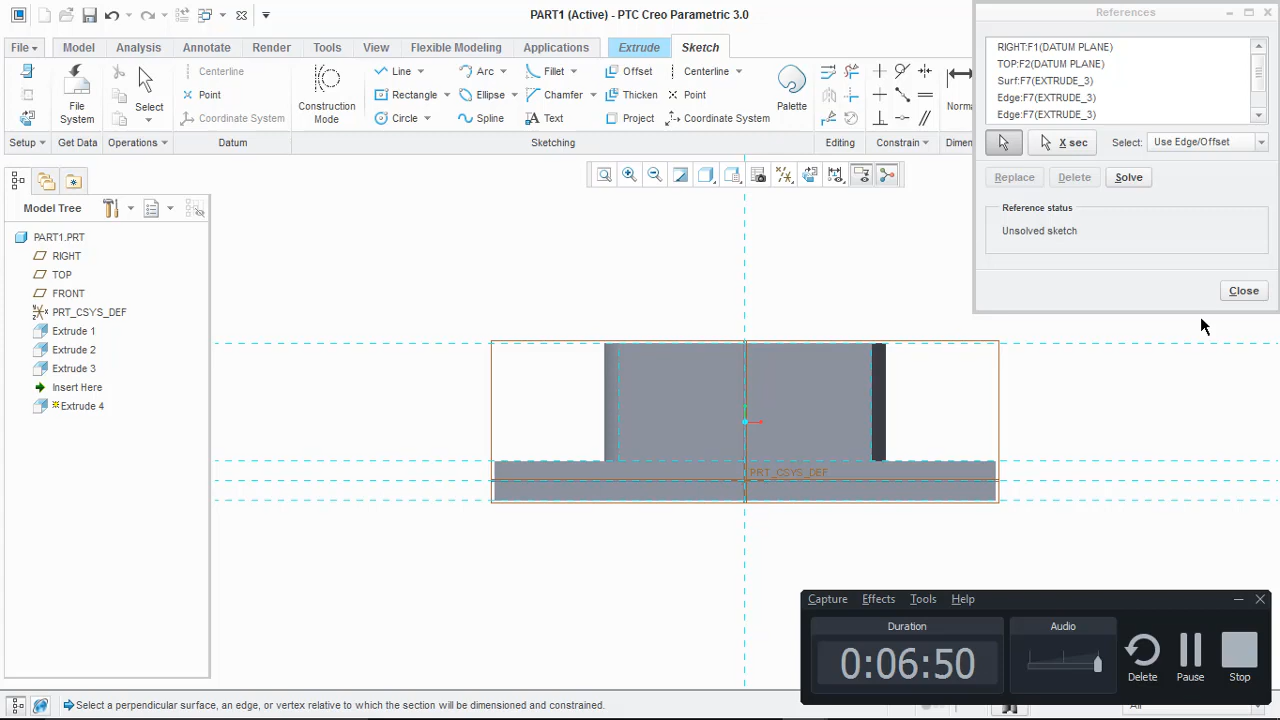 PART1 (Active) - PTC Creo Parametric 3.0
File
Model
Analysis
Annotate
Render
Tools
View
Flexible Modeling
Applications
Extrude
Sketch
File
System
Select
Centerline
Point
Coordinate System
Construction
Mode
Line
Rectangle
Circle
Arc
Ellipse
Spline
Fillet
Chamfer
Text
Offset
Thicken
Project
Centerline
Point
Coordinate System
Palette
Setup
Get Data
Operations
Datum
Sketching
Editing
Constrain
References
RIGHT:F1(DATUM PLANE)
TOP:F2(DATUM PLANE)
Surf:F7(EXTRUDE_3)
Edge:F7(EXTRUDE_3)
Edge:F7(EXTRUDE_3)
X sec
Select:
Use Edge/Offset
Replace
Delete
Solve
Reference status
Unsolved sketch
Close
Model Tree
PART1.PRT
RIGHT
TOP
FRONT
PRT_CSYS_DEF
Extrude 1
Extrude 2
Extrude 3
Insert Here
Extrude 4
PRT_CSYS_DEF
Capture
Effects
Tools
Help
Duration
0:06:50
Audio
Delete
Pause
Stop
Select a perpendicular surface, an edge, or vertex relative to which the section will be dimensioned and constrained.